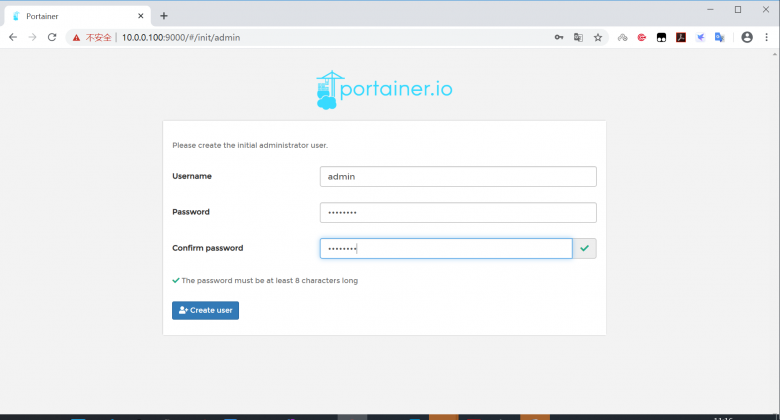 Portainer
不安全 | 10.0.0.100:9000/#/init/admin
portainer.io
Please create the initial administrator user.
Username
admin
Password
••••••••
Confirm password
••••••••
The password must be at least 8 characters long
Create user